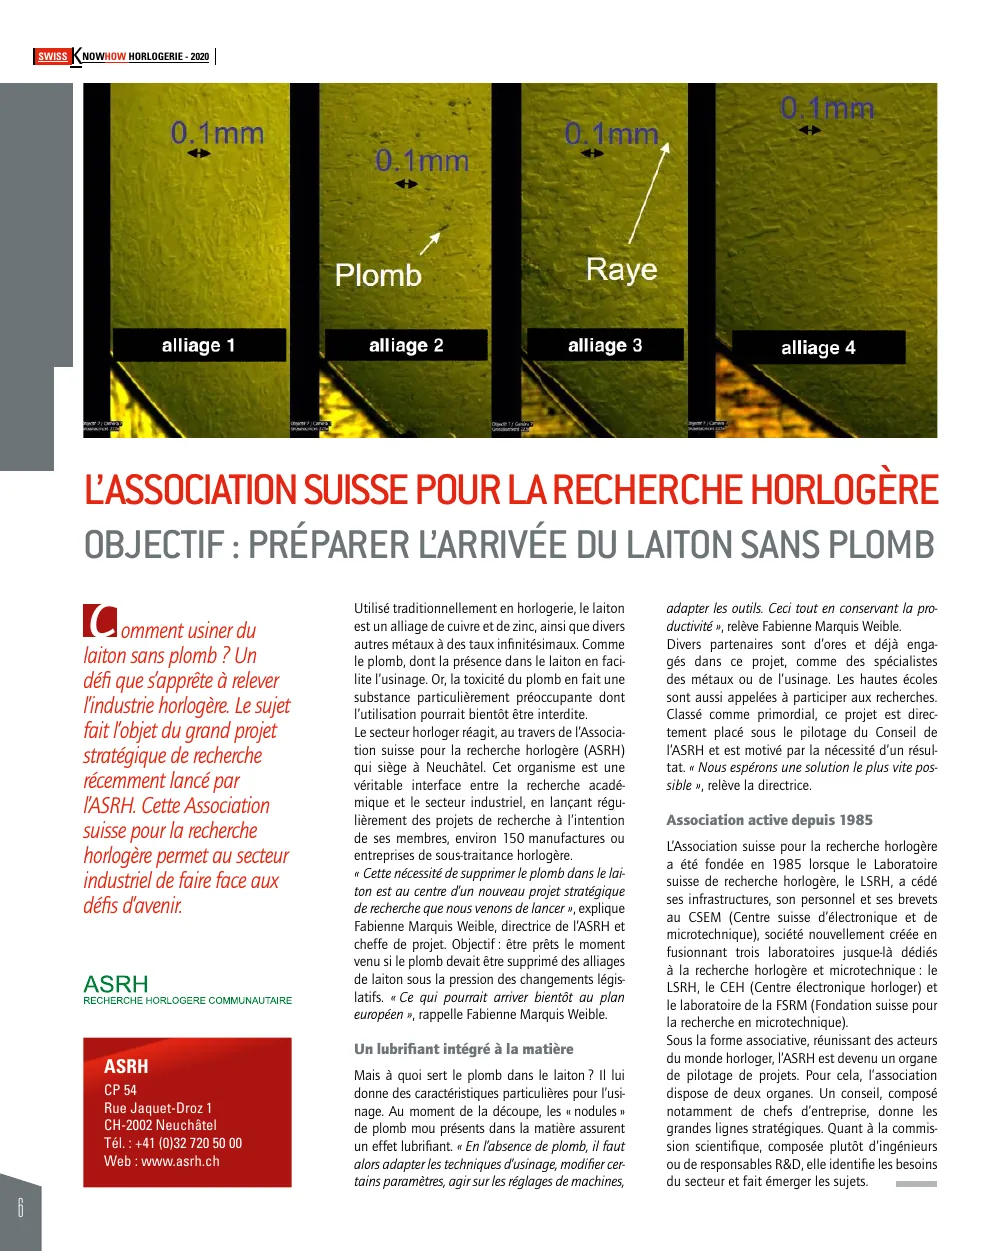 SWISS KNOWHOW HORLOGERIE - 2020
0.1mm
0.1mm
0.1mm
0.1mm
Plomb
Raye
alliage 1
alliage 2
alliage 3
alliage 4
L’ASSOCIATION SUISSE POUR LA RECHERCHE HORLOGÈRE
OBJECTIF : PRÉPARER L’ARRIVÉE DU LAITON SANS PLOMB
Comment usiner du
laiton sans plomb ? Un
défi que s’apprête à relever
l’industrie horlogère. Le sujet
fait l’objet du grand projet
stratégique de recherche
récemment lancé par
l’ASRH. Cette Association
suisse pour la recherche
horlogère permet au secteur
industriel de faire face aux
défis d’avenir.
ASRH
RECHERCHE HORLOGERE COMMUNAUTAIRE
ASRH
CP 54
Rue Jaquet-Droz 1
CH-2002 Neuchâtel
Tél. : +41 (0)32 720 50 00
Web : www.asrh.ch
Utilisé traditionnellement en horlogerie, le laiton
est un alliage de cuivre et de zinc, ainsi que divers
autres métaux à des taux infinitésimaux. Comme
le plomb, dont la présence dans le laiton en faci-
lite l’usinage. Or, la toxicité du plomb en fait une
substance particulièrement préoccupante dont
l’utilisation pourrait bientôt être interdite.
Le secteur horloger réagit, au travers de l’Associa-
tion suisse pour la recherche horlogère (ASRH)
qui siège à Neuchâtel. Cet organisme est une
véritable interface entre la recherche acadé-
mique et le secteur industriel, en lançant régu-
lièrement des projets de recherche à l’intention
de ses membres, environ 150 manufactures ou
entreprises de sous-traitance horlogère.
« Cette nécessité de supprimer le plomb dans le lai-
ton est au centre d’un nouveau projet stratégique
de recherche que nous venons de lancer », explique
Fabienne Marquis Weible, directrice de l’ASRH et
cheffe de projet. Objectif : être prêts le moment
venu si le plomb devait être supprimé des alliages
de laiton sous la pression des changements légis-
latifs. « Ce qui pourrait arriver bientôt au plan
européen », rappelle Fabienne Marquis Weible.
Un lubrifiant intégré à la matière
Mais à quoi sert le plomb dans le laiton ? Il lui
donne des caractéristiques particulières pour l’usi-
nage. Au moment de la découpe, les « nodules »
de plomb mou présents dans la matière assurent
un effet lubrifiant. « En l’absence de plomb, il faut
alors adapter les techniques d’usinage, modifier cer-
tains paramètres, agir sur les réglages de machines,
adapter les outils. Ceci tout en conservant la pro-
ductivité », relève Fabienne Marquis Weible.
Divers partenaires sont d’ores et déjà enga-
gés dans ce projet, comme des spécialistes
des métaux ou de l’usinage. Les hautes écoles
sont aussi appelées à participer aux recherches.
Classé comme primordial, ce projet est direc-
tement placé sous le pilotage du Conseil de
l’ASRH et est motivé par la nécessité d’un résul-
tat. « Nous espérons une solution le plus vite pos-
sible », relève la directrice.
Association active depuis 1985
L’Association suisse pour la recherche horlogère
a été fondée en 1985 lorsque le Laboratoire
suisse de recherche horlogère, le LSRH, a cédé
ses infrastructures, son personnel et ses brevets
au CSEM (Centre suisse d’électronique et de
microtechnique), société nouvellement créée en
fusionnant trois laboratoires jusque-là dédiés
à la recherche horlogère et microtechnique : le
LSRH, le CEH (Centre électronique horloger) et
le laboratoire de la FSRM (Fondation suisse pour
la recherche en microtechnique).
Sous la forme associative, réunissant des acteurs
du monde horloger, l’ASRH est devenu un organe
de pilotage de projets. Pour cela, l’association
dispose de deux organes. Un conseil, composé
notamment de chefs d’entreprise, donne les
grandes lignes stratégiques. Quant à la commis-
sion scientifique, composée plutôt d’ingénieurs
ou de responsables R&D, elle identifie les besoins
du secteur et fait émerger les sujets.
6